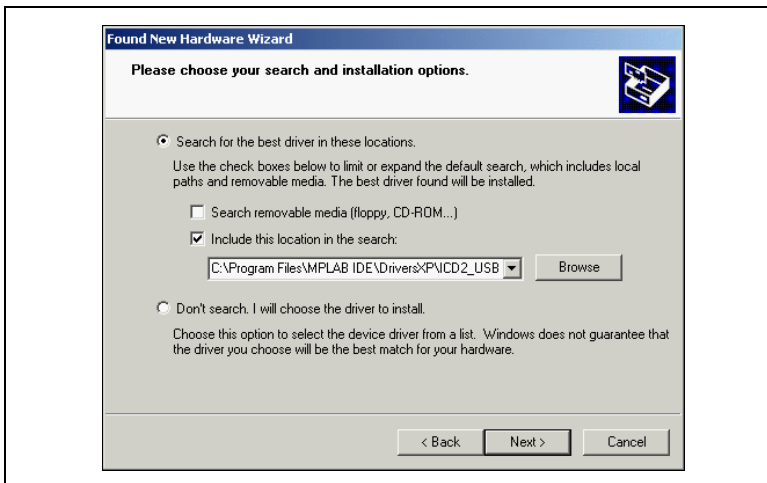 Found New Hardware Wizard
Please choose your search and installation options.
Search for the best driver in these locations.
Use the check boxes below to limit or expand the default search, which includes local
paths and removable media. The best driver found will be installed.
Search removable media (floppy, CD-ROM...)
Include this location in the search:
C:\Program Files\MPLAB IDE\DriversXP\ICD2_USB
Browse
Don't search. I will choose the driver to install.
Choose this option to select the device driver from a list. Windows does not guarantee that
the driver you choose will be the best match for your hardware.
< Back
Next >
Cancel